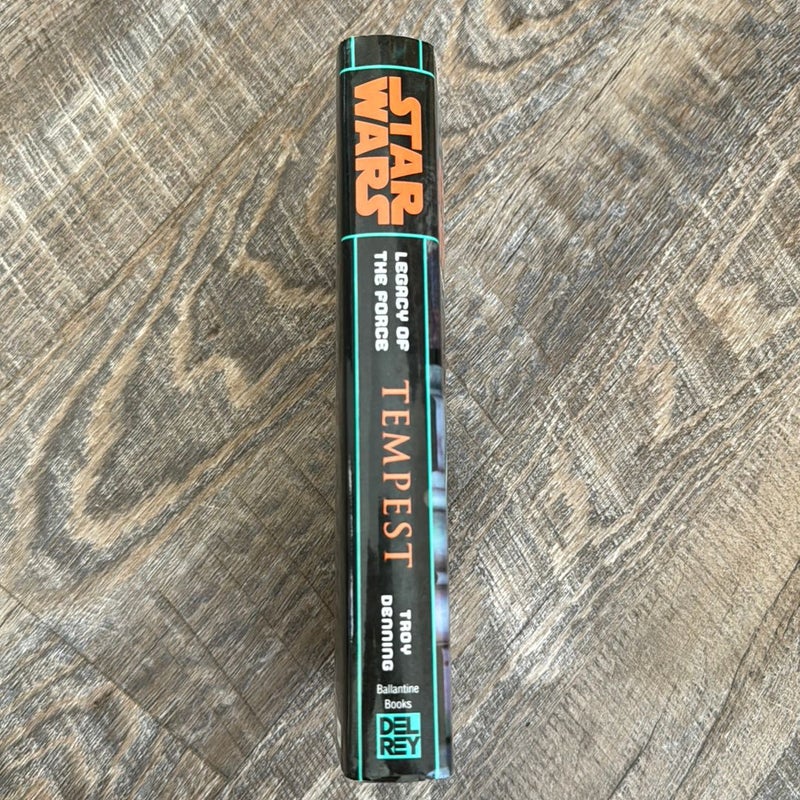 STAR
WARS
LEGACY OF
THE FORCE
TEMPEST
TROY
DENNING
Ballantine
Books
DEL
REY